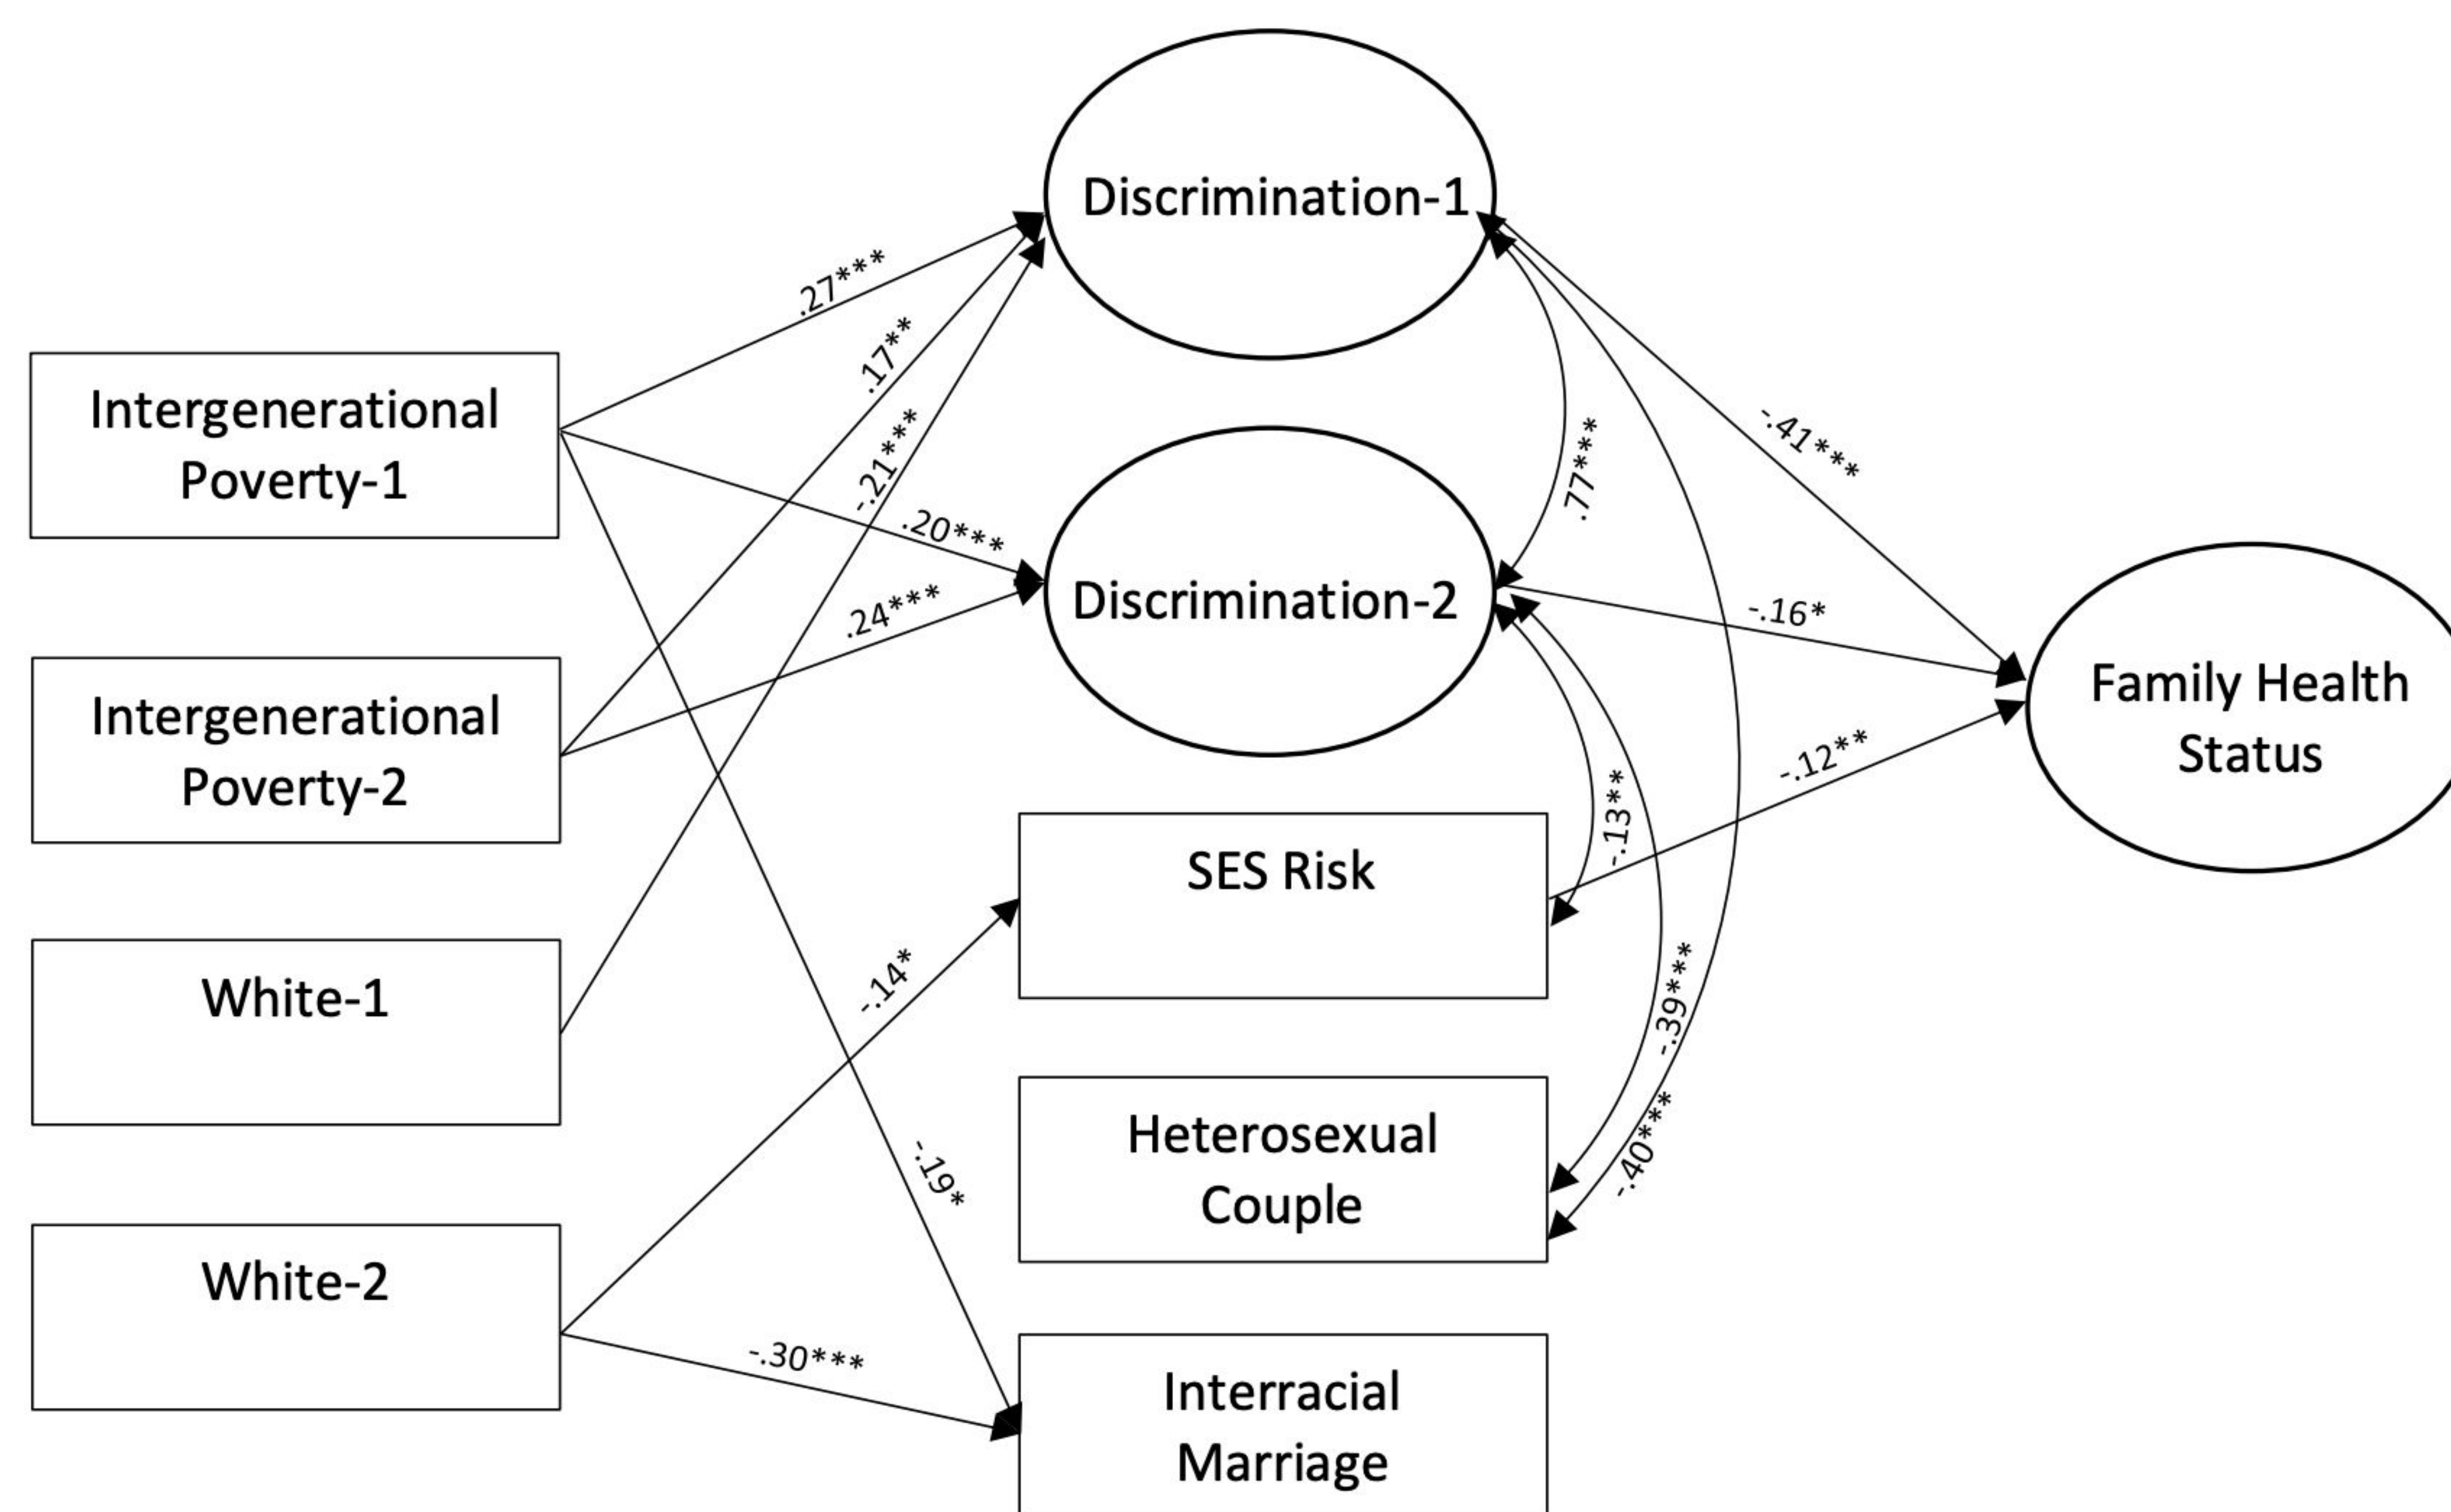 Discrimination-1
.27***
.17**
-.21***
.20***
.24***
Intergenerational
Poverty-1
Discrimination-2
.77***
-.41***
-.16*
Intergenerational
Poverty-2
Family Health
Status
-.12**
SES Risk
-.13**
White-1
-.14*
-.39***
Heterosexual
Couple
-.40***
-.19*
White-2
-.30***
Interracial
Marriage